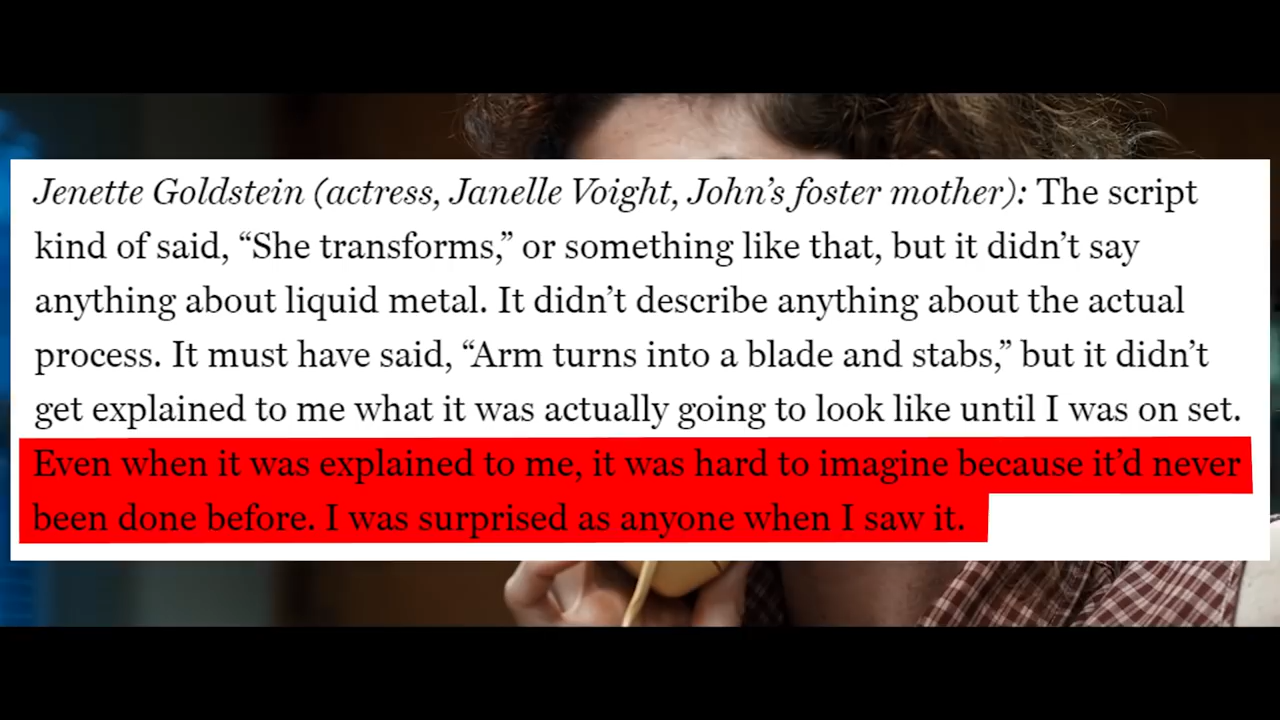 Jenette Goldstein (actress, Janelle Voight, John’s foster mother): The script
kind of said, “She transforms,” or something like that, but it didn’t say
anything about liquid metal. It didn’t describe anything about the actual
process. It must have said, “Arm turns into a blade and stabs,” but it didn’t
get explained to me what it was actually going to look like until I was on set.
Even when it was explained to me, it was hard to imagine because it’d never
been done before. I was surprised as anyone when I saw it.